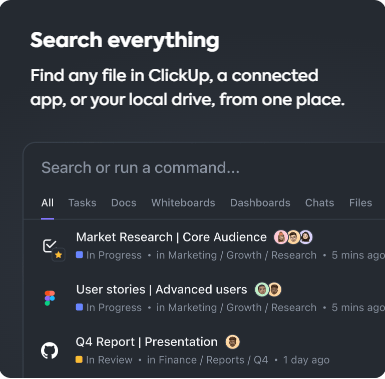 Search everything
Find any file in ClickUp, a connected
app, or your local drive, from one place.
Search or run a command...
All Tasks Docs Whiteboards Dashboards Chats Files
Market Research | Core Audience
In Progress • in Marketing / Growth / Research • 5 mins ago
User stories | Advanced users
In Progress • in Marketing / Growth / Research • 5 mins ago
Q4 Report | Presentation
In Review • in Finance / Reports / Q4 • 1 day ago